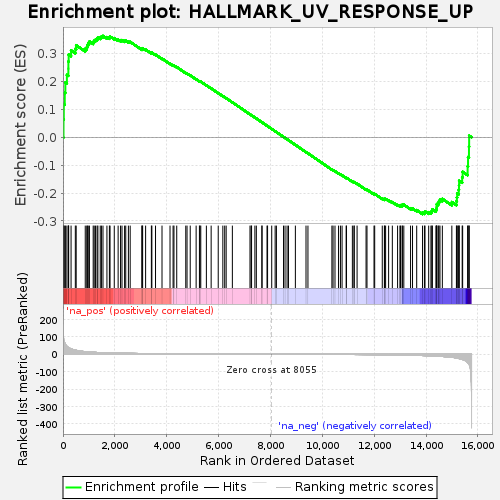 Enrichment plot: HALLMARK_UV_RESPONSE_UP
Enrichment score (ES)
0.3
0.2
0.1
0.0
-0.1
-0.2
-0.3
'na_pos' (positively correlated)
Ranked list metric (PreRanked)
200
100
0
-100
-200
-300
-400
Zero cross at 8055
'na_neg' (negatively correlated)
0
2,000
4,000
6,000
8,000
10,000
12,000
14,000
16,000
Rank in Ordered Dataset
Enrichment profile
Hits
Ranking metric scores